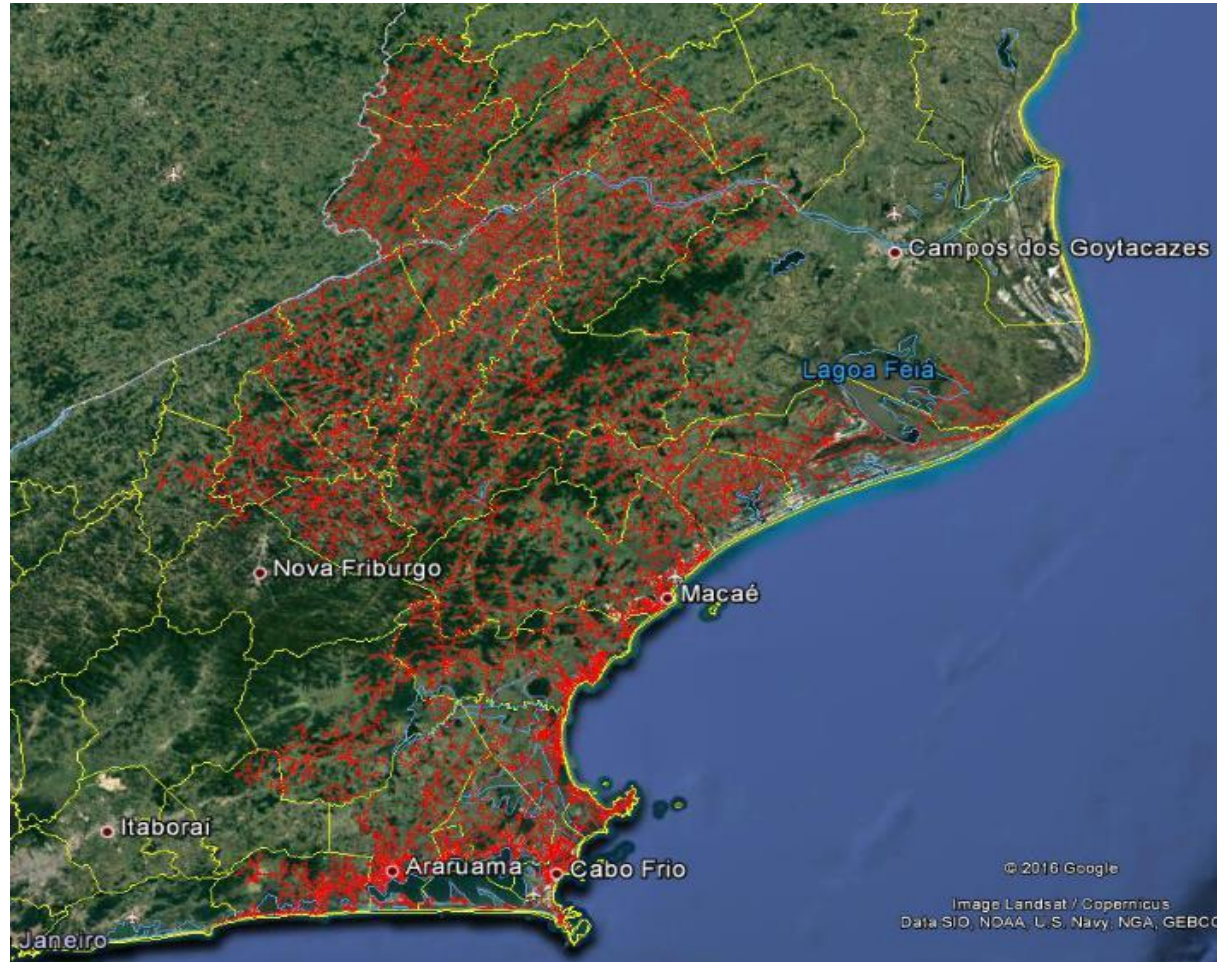 Campos dos Goytacazes
Lagoa Feia
Nova Friburgo
Macaé
Itaboraí
Araruama
Cabo Frio
© 2016 Google
Image Landsat / Copernicus
Data SIO, NOAA, U.S. Navy, NGA, GEBCO
Janeiro